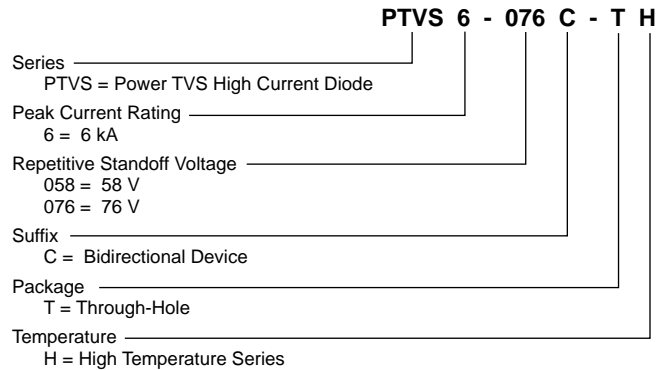 PTVS 6 - 076 C - T H
Series
PTVS = Power TVS High Current Diode
Peak Current Rating
6 = 6 kA
Repetitive Standoff Voltage
058 = 58 V
076 = 76 V
Suffix
C = Bidirectional Device
Package
T = Through-Hole
Temperature
H = High Temperature Series